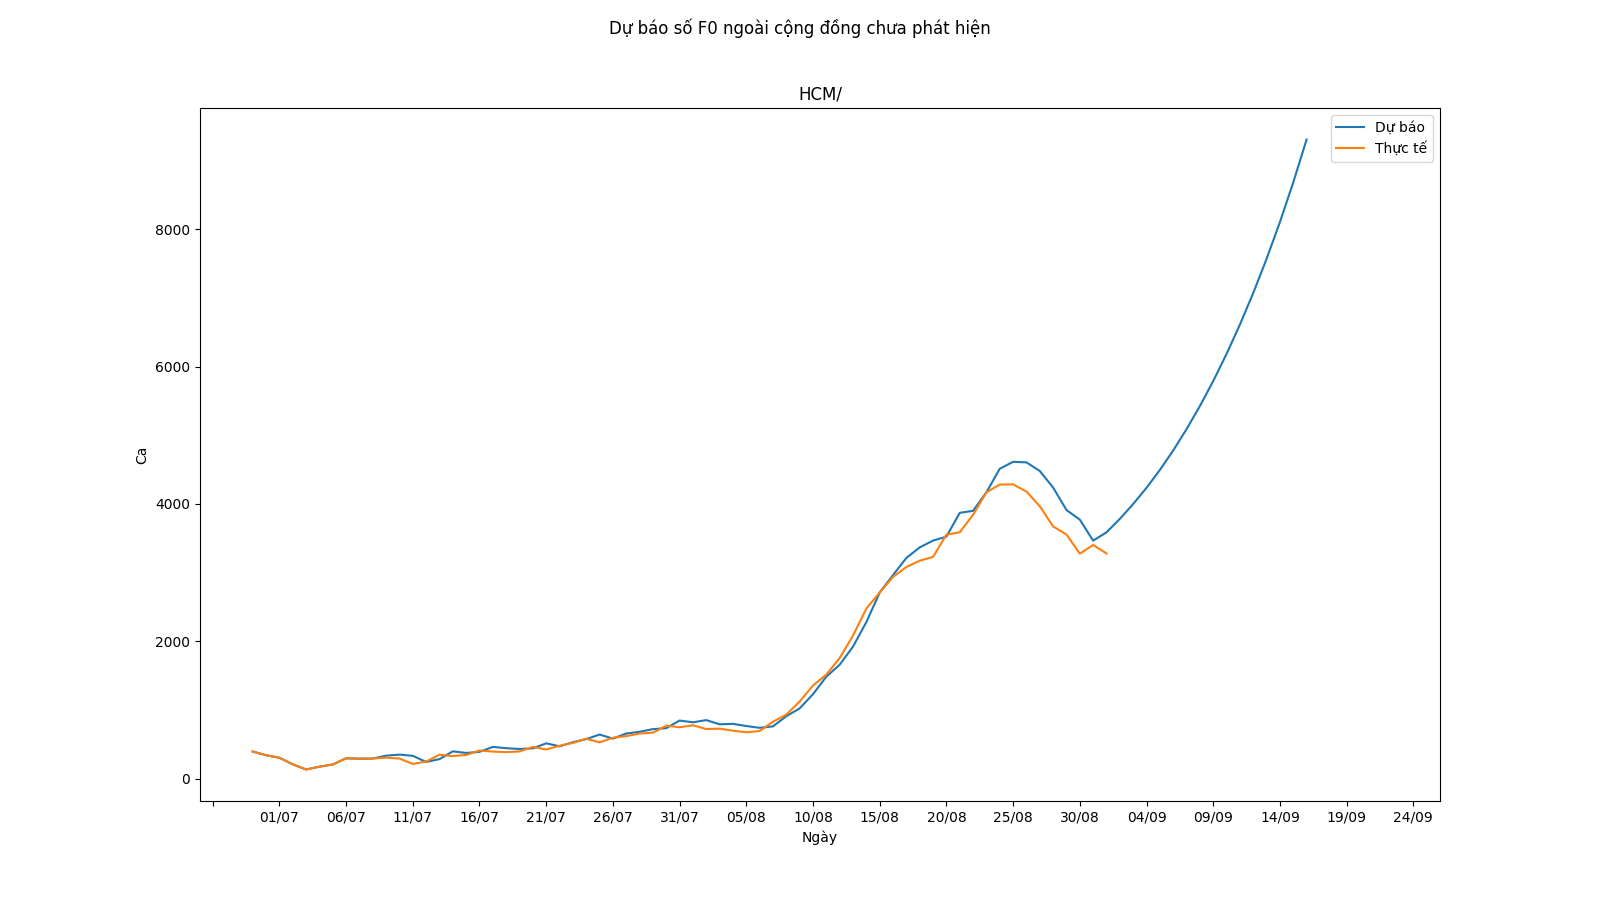 Dự báo số F0 ngoài cộng đồng chưa phát hiện
HCM/
Dự báo
Thực tế
8000
6000
4000
2000
0
Ca
01/07 06/07 11/07 16/07 21/07 26/07 31/07 05/08 10/08 15/08 20/08 25/08 30/08 04/09 09/09 14/09 19/09 24/09
Ngày